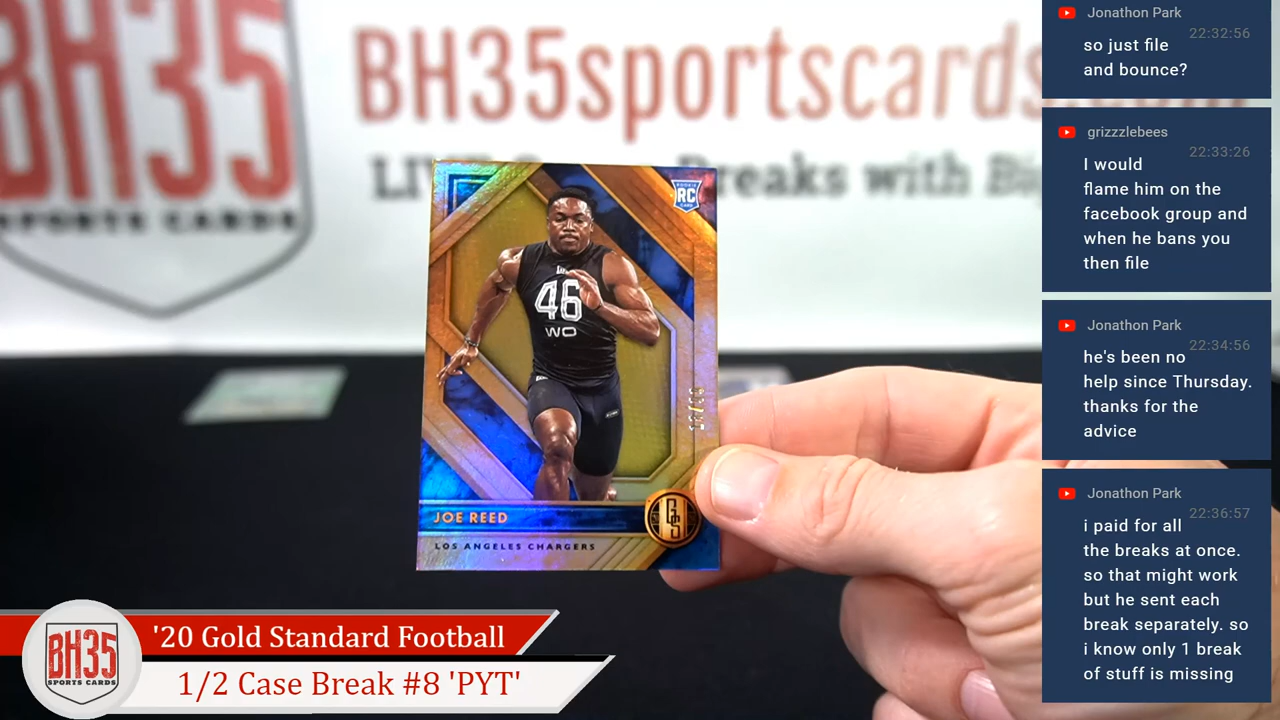 BH35
SPORTS CARDS
BH35sportscards.com
Breaks with
ROOKIE
RC
CARD
46
WO
JOE REED
GS
LOS ANGELES CHARGERS
BH35
SPORTS CARDS
'20 Gold Standard Football
1/2 Case Break #8 'PYT'
Jonathon Park
22:32:56
so just file
and bounce?
grizzzlebees
22:33:26
I would
flame him on the
facebook group and
when he bans you
then file
Jonathon Park
22:34:56
he's been no
help since Thursday.
thanks for the
advice
Jonathon Park
22:36:57
i paid for all
the breaks at once.
so that might work
but he sent each
break separately. so
i know only 1 break
of stuff is missing